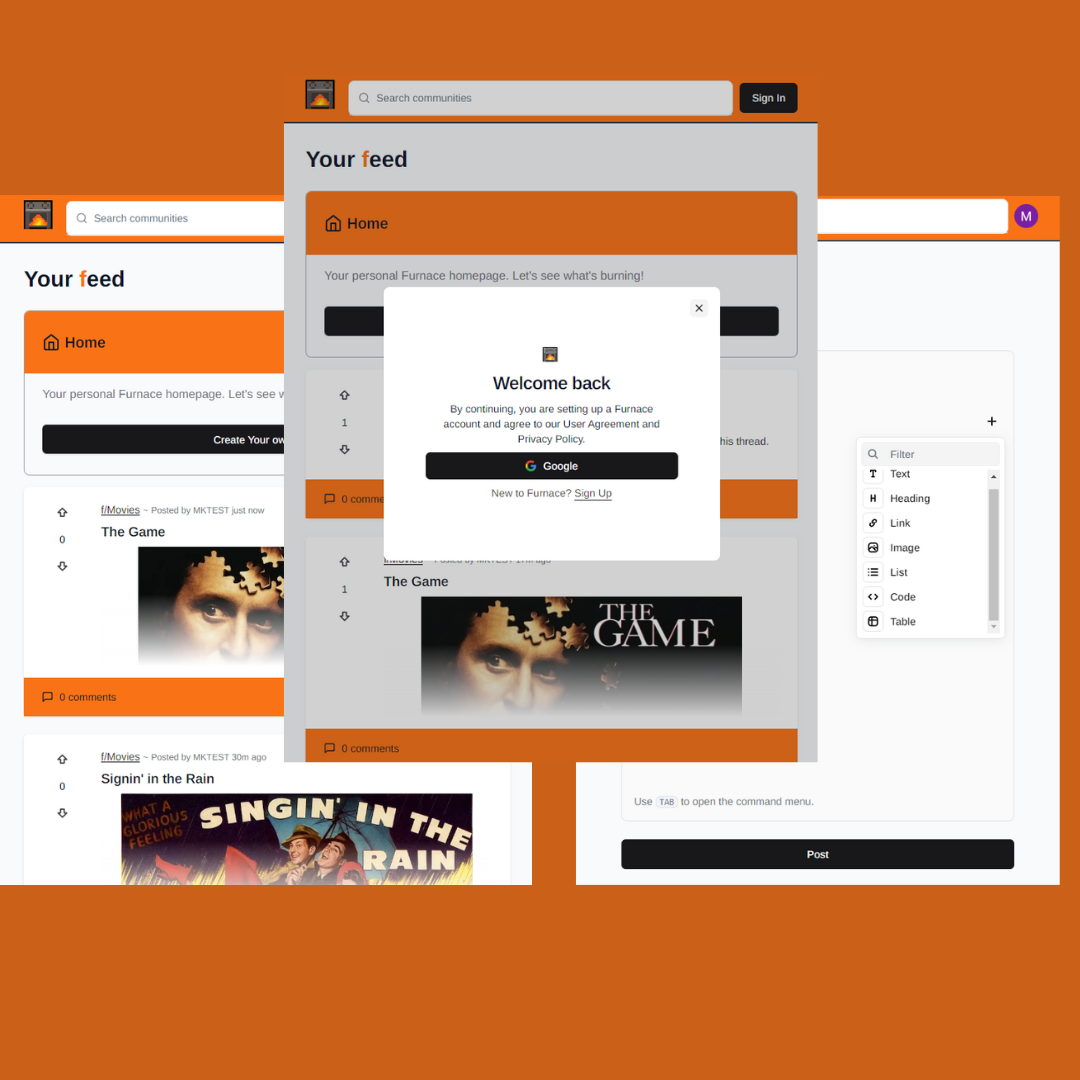 Search communities
Sign In
Your feed
Home
Your personal Furnace homepage. Let's see what's burning!
Welcome back
By continuing, you are setting up a Furnace
account and agree to our User Agreement and
Privacy Policy.
Google
New to Furnace? Sign Up
1
his thread.
0 comme
f/Movies ~ Posted by MKTEST 17m ago
The Game
1
THE
GAME
0 comments
Search communities
Your feed
Home
Your personal Furnace homepage. Let's see w
Create Your ow
f/Movies ~ Posted by MKTEST just now
0
The Game
0 comments
f/Movies ~ Posted by MKTEST 30m ago
Signin' in the Rain
0
WHAT A
GLORIOUS
FEELING
SINGIN' IN THE
RAIN
M
Filter
Text
Heading
Link
Image
List
Code
Table
Use TAB to open the command menu.
Post